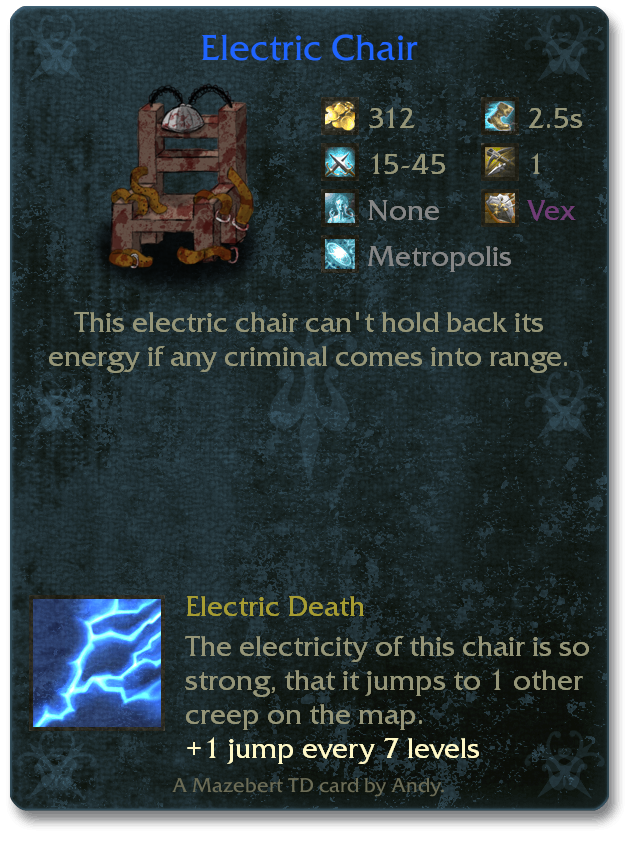 Electric Chair
312 2.5s
15-45 1
None Vex
Metropolis
This electric chair can't hold back its
energy if any criminal comes into range.
Electric Death
The electricity of this chair is so
strong, that it jumps to 1 other
creep on the map.
+1 jump every 7 levels
A Mazebert TD card by Andy.